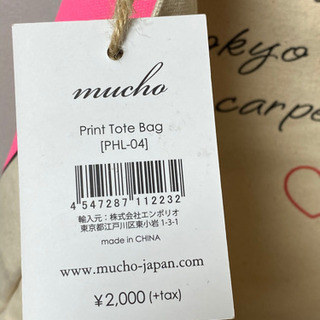 mucho
Print Tote Bag
[PHL-04]
4 547287 112232
輸入元：株式会社エンポリオ
東京都江戸川区東小岩1-3-1
made in CHINA
www.mucho-japan.com
¥2,000 (+tax)
okyo
carpe